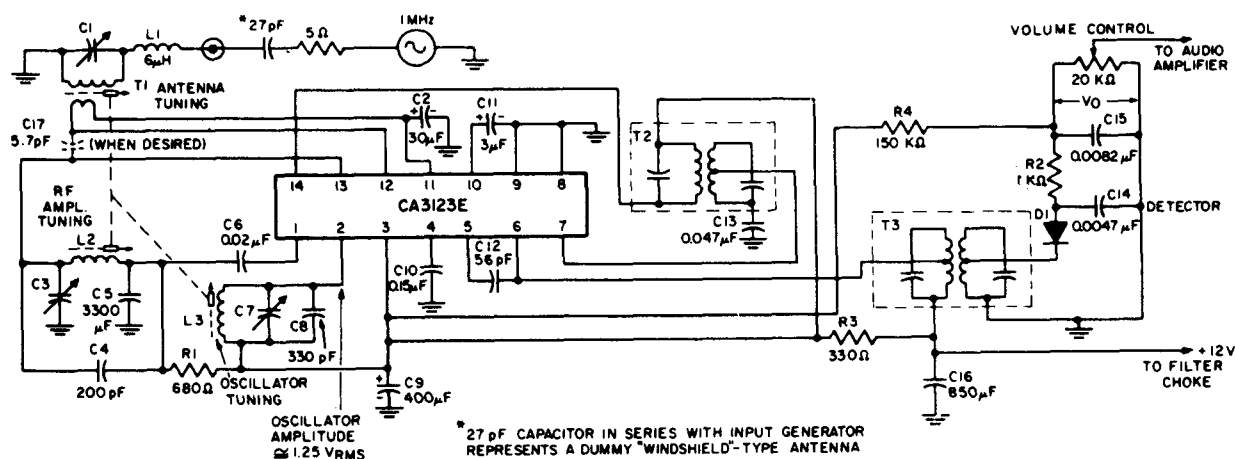 C1
L1
6μH
*27pF
5Ω
1MHz
T1 ANTENNA
TUNING
C17
5.7pF
(WHEN DESIRED)
C2
30μF
C11
3μF
14 13 12 11 10 9 8
CA3123E
1 2 3 4 5 6 7
RF
AMPL.
TUNING
L2
C6
0.02μF
C3
C5
3300
μF
C4
200pF
R1
680Ω
L3
C7
C8
330pF
OSCILLATOR
TUNING
OSCILLATOR
AMPLITUDE
≅1.25 VRMS
C9
400μF
C10
0.15μF
C12
56pF
T2
C13
0.047μF
R4
150 KΩ
VOLUME CONTROL
TO AUDIO
AMPLIFIER
20 KΩ
VO
C15
0.0082μF
R2
1KΩ
C14
0.0047μF
DETECTOR
D1
T3
R3
330Ω
+12V
TO FILTER
CHOKE
C16
850μF
*27pF CAPACITOR IN SERIES WITH INPUT GENERATOR
REPRESENTS A DUMMY "WINDSHIELD"-TYPE ANTENNA